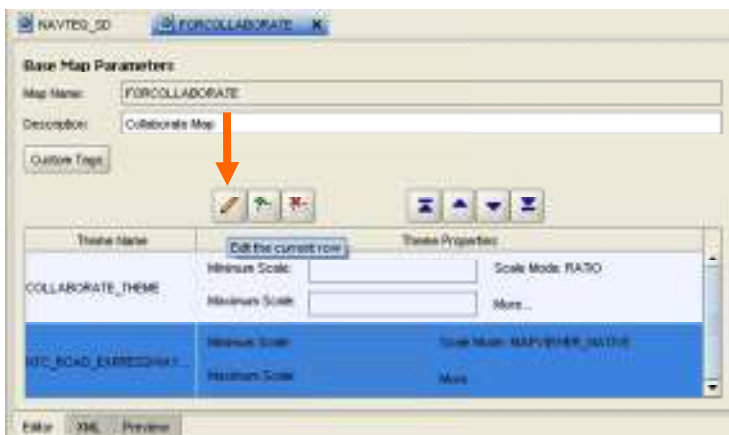 NAVTEQ_SD FORCOLLABORATE
Base Map Parameters
Map Name: FORCOLLABORATE
Description: Collaborate Map
Custom Tags
Edit the current row
Theme Name Theme Properties
Minimum Scale: Scale Mode: RATIO
COLLABORATE_THEME
Maximum Scale: More...
Minimum Scale: Scale Mode: MAPVIEWER_NATIVE
Maximum Scale: More...
Editor XML Preview